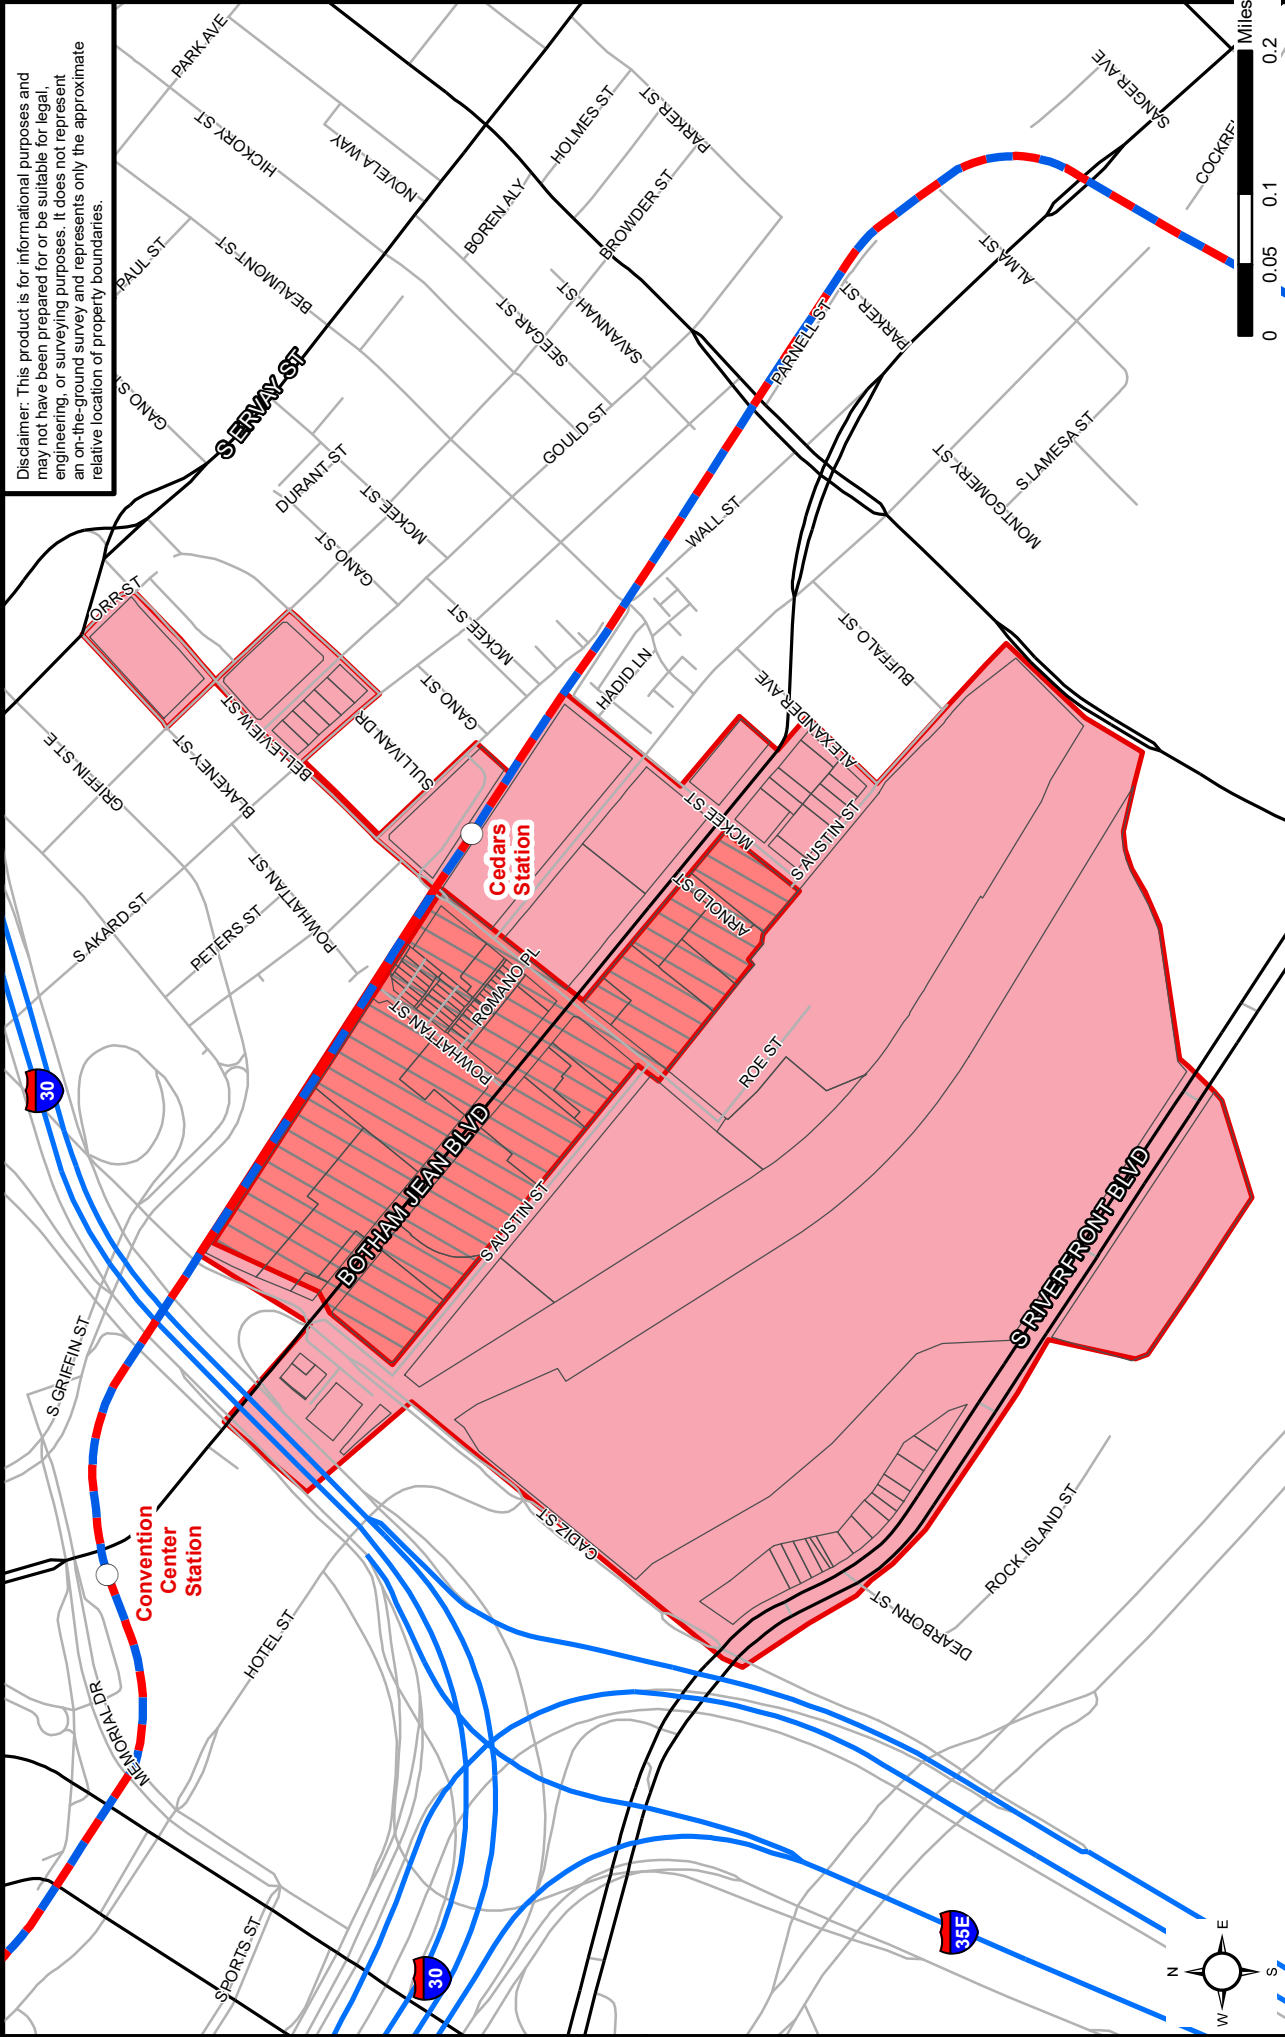 Disclaimer: This product is for informational purposes and
may not have been prepared for or be suitable for legal,
engineering, or surveying purposes. It does not represent
an on-the-ground survey and represents only the approximate
relative location of property boundaries.
PARK AVE
HICKORY ST
NOVELA WAY
HOLMES ST
PARKER ST
SANGER AVE
Miles
0.2
0.1
0.05
0
PAUL ST
BEAUMONT ST
BOREN ALY
BROWDER ST
SEEGAR ST
SAVANNAH ST
ALMA ST
PARKER ST
PARNELL ST
GANO ST
S ERVAY ST
GOULD ST
DURANT ST
MCKEE ST
GANO ST
WALL ST
MONTGOMERY ST
S LAMESA ST
ORR ST
MCKEE ST
HADID LN
BUFFALO ST
ALEXANDER AVE
GANO ST
SULLIVAN DR
BELLEVIEW ST
BLAKENEY ST
GRIFFIN ST E
Cedars
Station
MCKEE ST
S AUSTIN ST
ARNOLD ST
S AKARD ST
PETERS ST
POWHATTAN ST
ROMANO PL
POWHATTAN ST
ROE ST
30
BOTHAM JEAN BLVD
S AUSTIN ST
S RIVERFRONT BLVD
S GRIFFIN ST
Convention
Center
Station
CADIZ ST
ROCK ISLAND ST
DEARBORN ST
HOTEL ST
MEMORIAL DR
SPORTS ST
30
35E
N
E
S
W